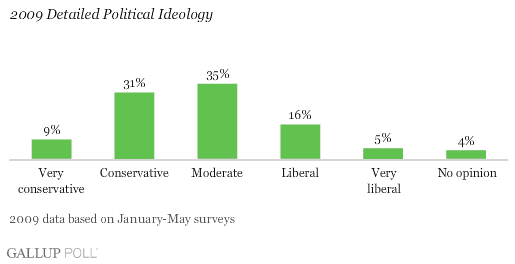 2009 Detailed Political Ideology
9%
31%
35%
16%
5%
4%
Very conservative
Conservative
Moderate
Liberal
Very liberal
No opinion
2009 data based on January-May surveys
GALLUP POLL